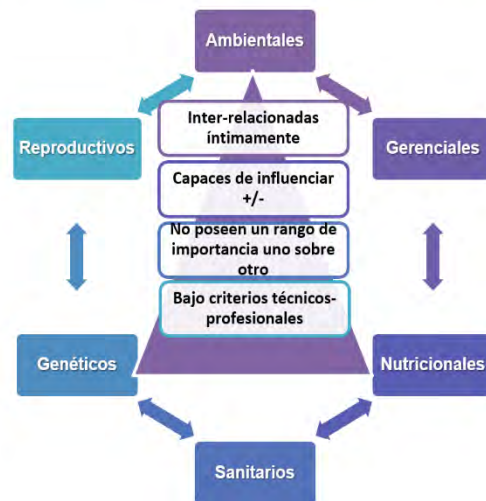 Ambientales
Inter-relacionadas
íntimamente
Reproductivos
Gerenciales
Capaces de influenciar
+/-
No poseen un rango de
importancia uno sobre
otro
Bajo criterios técnicos-
profesionales
Genéticos
Nutricionales
Sanitarios